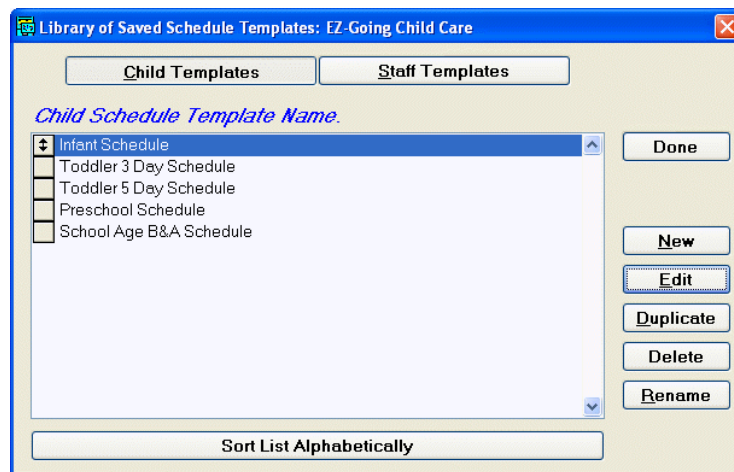 Library of Saved Schedule Templates: EZ-Going Child Care
Child Templates
Staff Templates
Child Schedule Template Name.
Infant Schedule
Toddler 3 Day Schedule
Toddler 5 Day Schedule
Preschool Schedule
School Age B&A Schedule
Done
New
Edit
Duplicate
Delete
Rename
Sort List Alphabetically